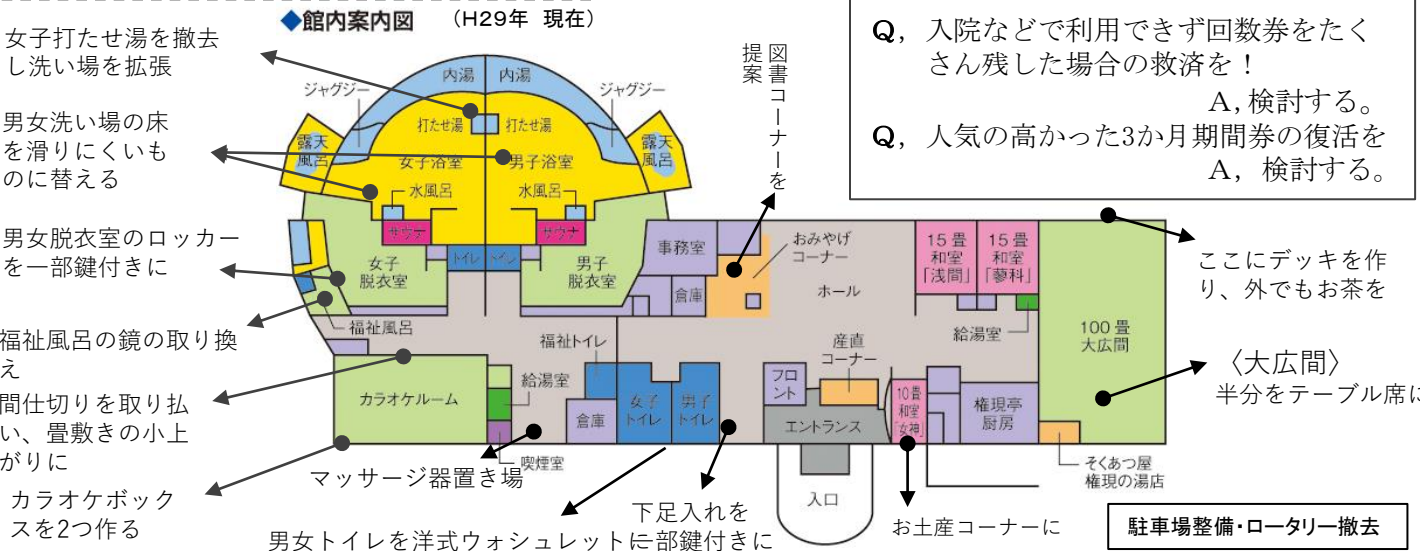 ◆館内案内図 （H29年 現在）
女子打たせ湯を撤去
し洗い場を拡張
男女洗い場の床
を滑りにくいも
のに替える
男女脱衣室のロッカー
を一部鍵付きに
福祉風呂の鏡の取り換
え
間仕切りを取り払
い、畳敷きの小上
がりに
カラオケボック
スを2つ作る
内湯
内湯
ジャグジー
ジャグジー
打たせ湯
打たせ湯
露天
風呂
露天
風呂
女子浴室
男子浴室
水風呂
水風呂
サウナ
サウナ
トイレ
トイレ
女子
脱衣室
男子
脱衣室
福祉風呂
カラオケルーム
給湯室
喫煙室
福祉トイレ
倉庫
女子
トイレ
男子
トイレ
マッサージ器置き場
男女トイレを洋式ウォシュレットに
下足入れを
一部鍵付きに
図書コーナーを
提案
事務室
倉庫
おみやげ
コーナー
ホール
産直
コーナー
フロ
ント
エントランス
入口
10畳
和室
「女神」
お土産コーナーに
15畳
和室
「浅間」
15畳
和室
「蓼科」
給湯室
権現亭
厨房
100畳
大広間
そくあつ屋
権現の湯店
Q, 入院などで利用できず回数券をたく
さん残した場合の救済を！
A,検討する。
Q, 人気の高かった3か月期間券の復活を
A, 検討する。
ここにデッキを作
り、外でもお茶を
〈大広間〉
半分をテーブル席に
駐車場整備・ロータリー撤去